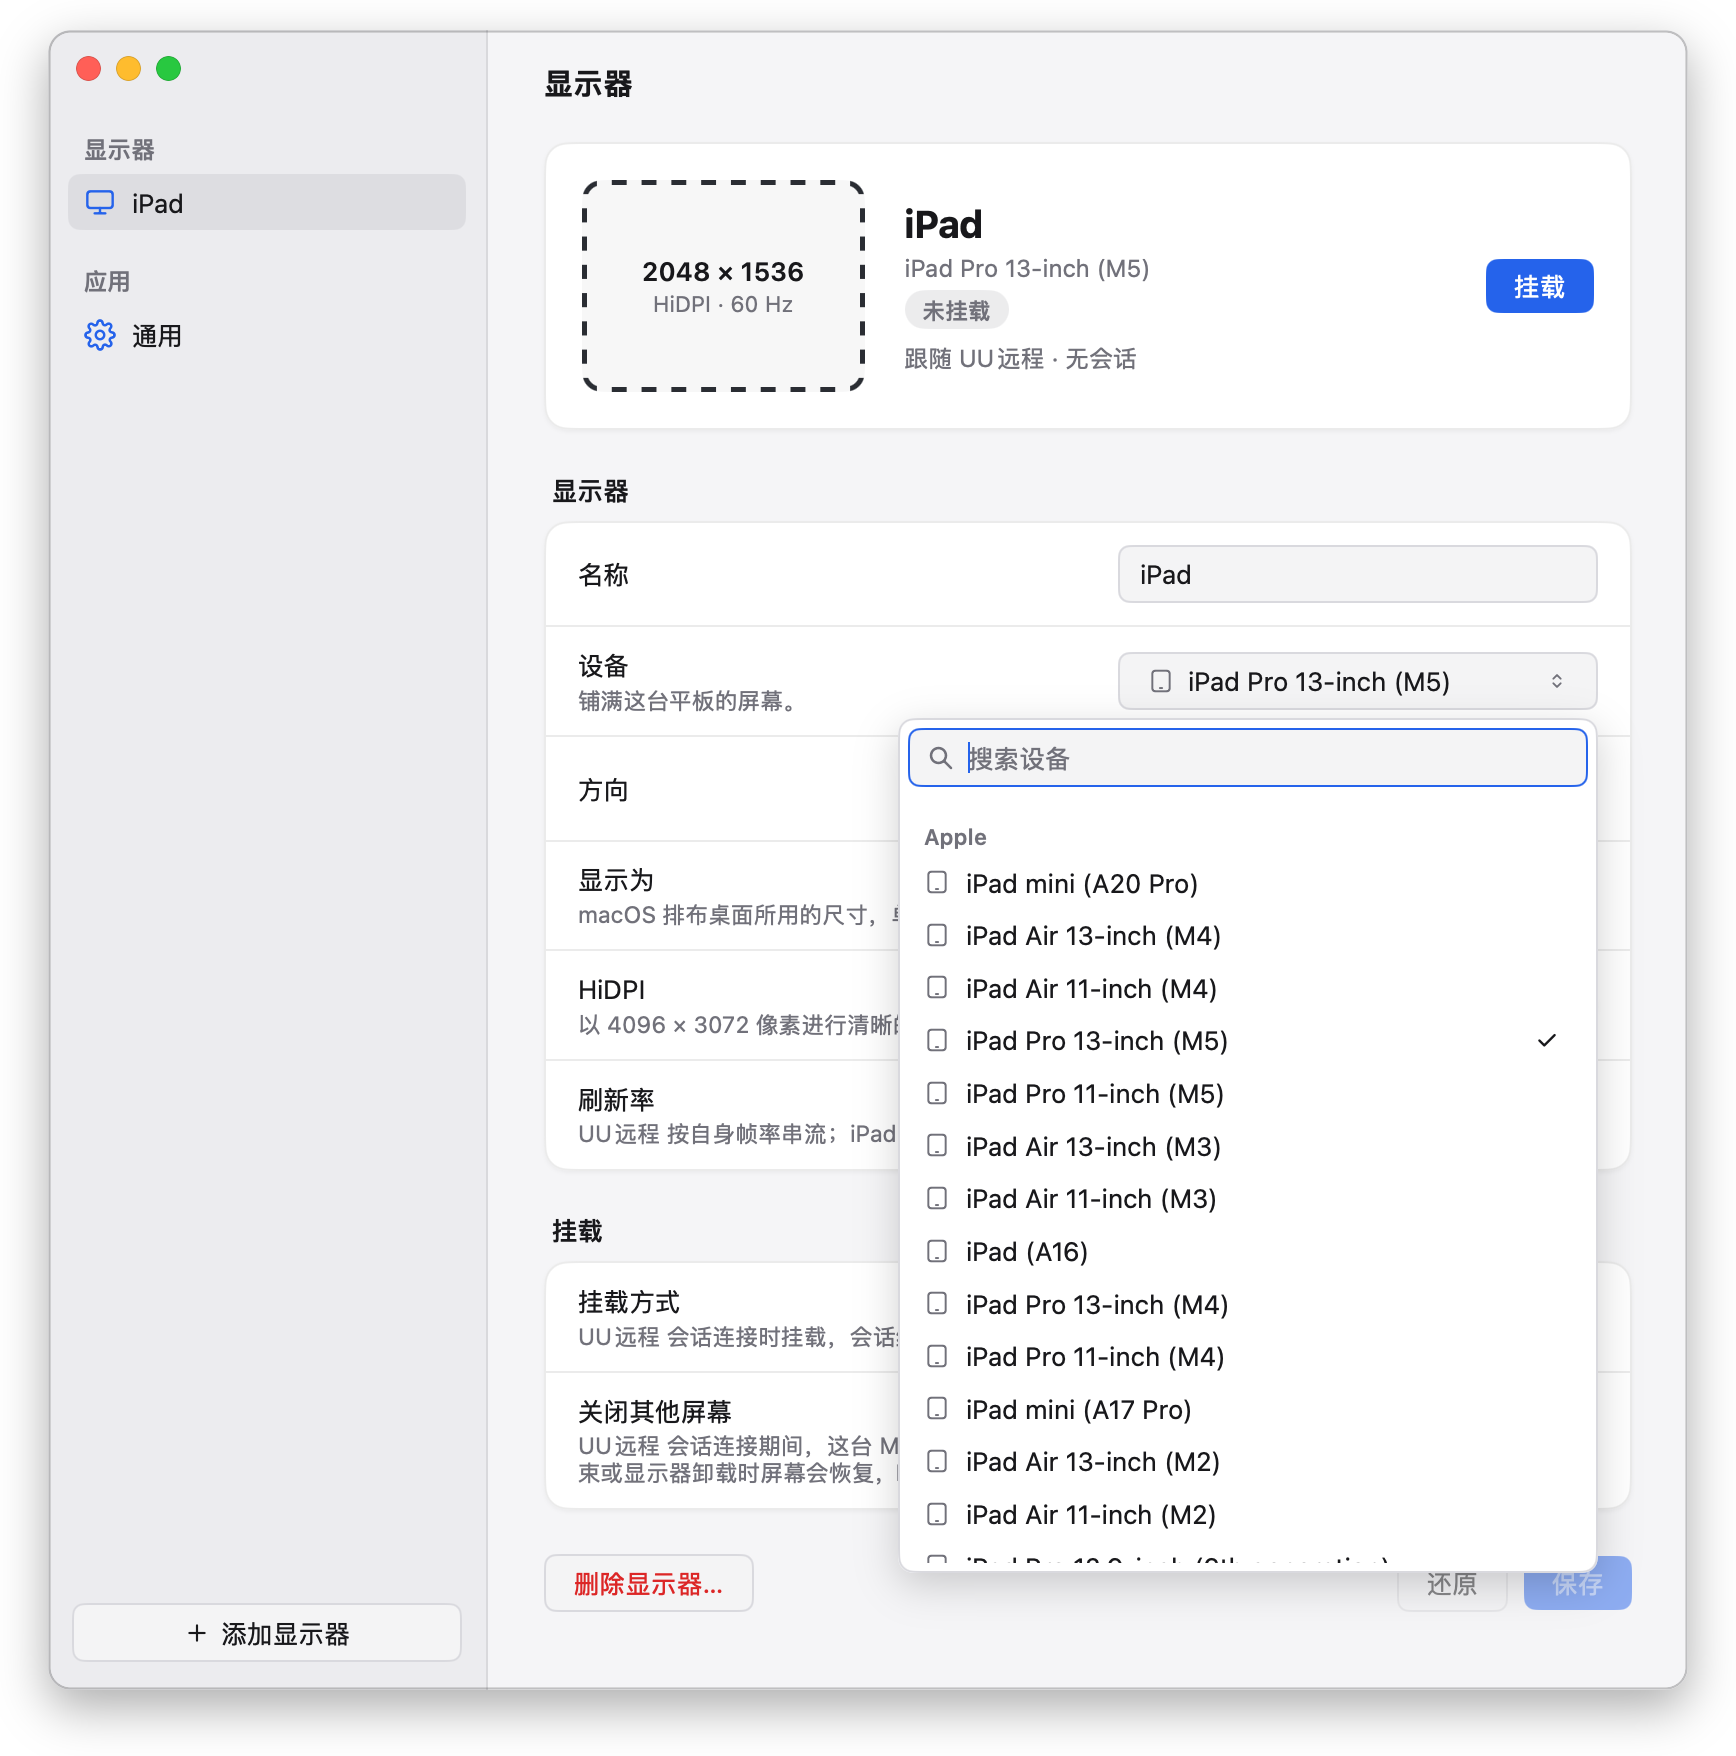 显示器
iPad
应用
通用
添加显示器
显示器
2048 × 1536
HiDPI · 60 Hz
iPad
iPad Pro 13-inch (M5)
未挂载
跟随 UU远程 · 无会话
挂载
显示器
名称
iPad
设备
铺满这台平板的屏幕。
iPad Pro 13-inch (M5)
方向
显示为
macOS 排布桌面所用的尺寸，
HiDPI
以 4096 × 3072 像素进行清晰
刷新率
UU远程 按自身帧率串流；iPad
挂载
挂载方式
UU远程 会话连接时挂载，会话
关闭其他屏幕
UU远程 会话连接期间，这台 M
束或显示器卸载时屏幕会恢复，
搜索设备
Apple
iPad mini (A20 Pro)
iPad Air 13-inch (M4)
iPad Air 11-inch (M4)
iPad Pro 13-inch (M5)
iPad Pro 11-inch (M5)
iPad Air 13-inch (M3)
iPad Air 11-inch (M3)
iPad (A16)
iPad Pro 13-inch (M4)
iPad Pro 11-inch (M4)
iPad mini (A17 Pro)
iPad Air 13-inch (M2)
iPad Air 11-inch (M2)
删除显示器...
还原
保存